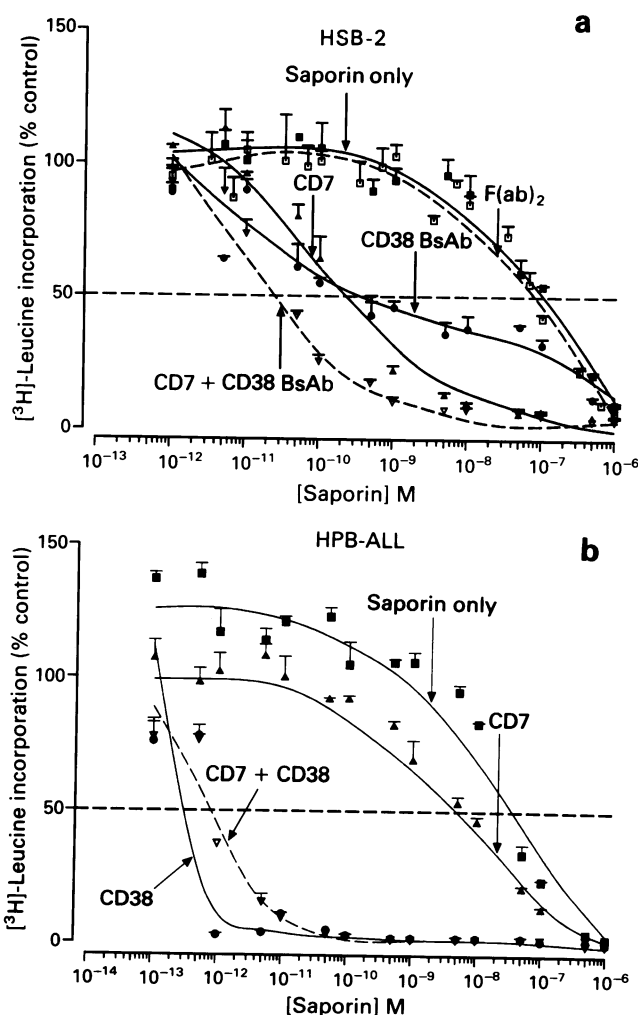 a
HSB-2
150
100
50
0
[³H]-Leucine incorporation (% control)
Saporin only
CD7
F(ab)₂
CD38 BsAb
CD7 + CD38 BsAb
10⁻¹³ 10⁻¹² 10⁻¹¹ 10⁻¹⁰ 10⁻⁹ 10⁻⁸ 10⁻⁷ 10⁻⁶
[Saporin] M
b
HPB-ALL
150
100
50
0
[³H]-Leucine incorporation (% control)
Saporin only
CD7
CD7 + CD38
CD38
10⁻¹⁴ 10⁻¹³ 10⁻¹² 10⁻¹¹ 10⁻¹⁰ 10⁻⁹ 10⁻⁸ 10⁻⁷ 10⁻⁶
[Saporin] M